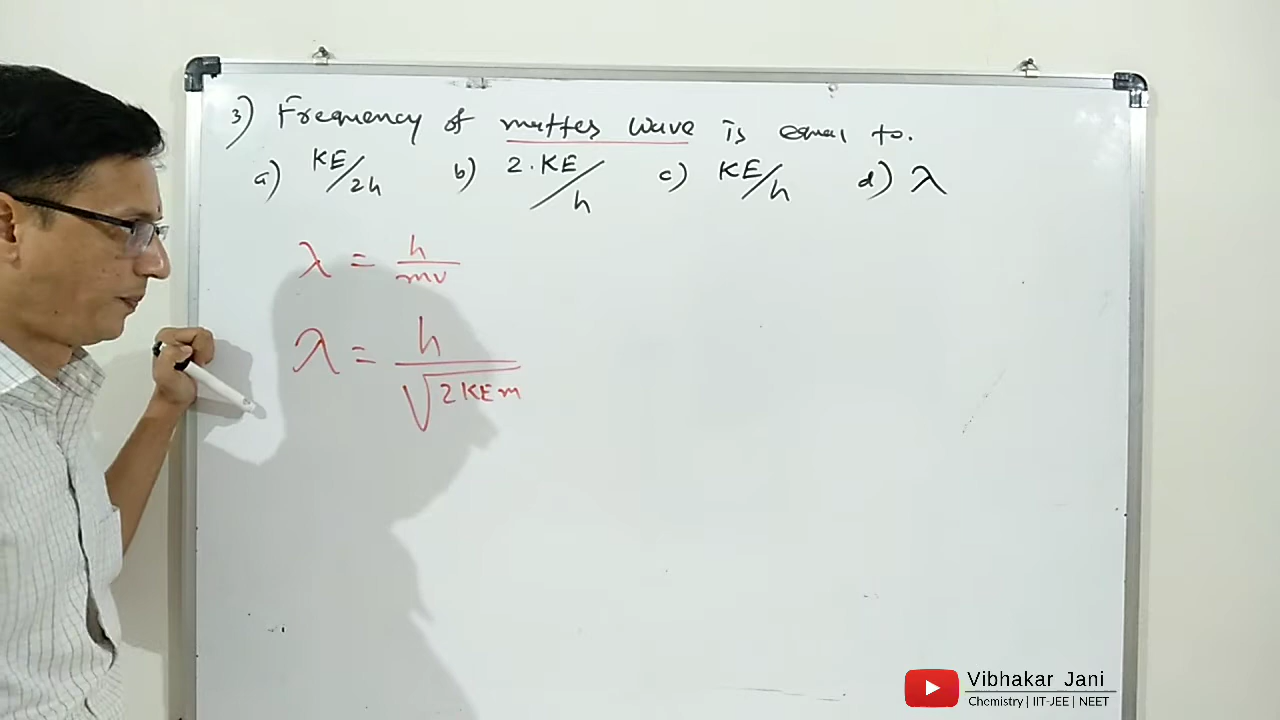 3) Frequency of matter wave is equal to.
a) KE/2h b) 2·KE/h c) KE/h d) λ
λ = h/mv
λ = h/√2KEm
Vibhakar Jani
Chemistry | IIT-JEE | NEET